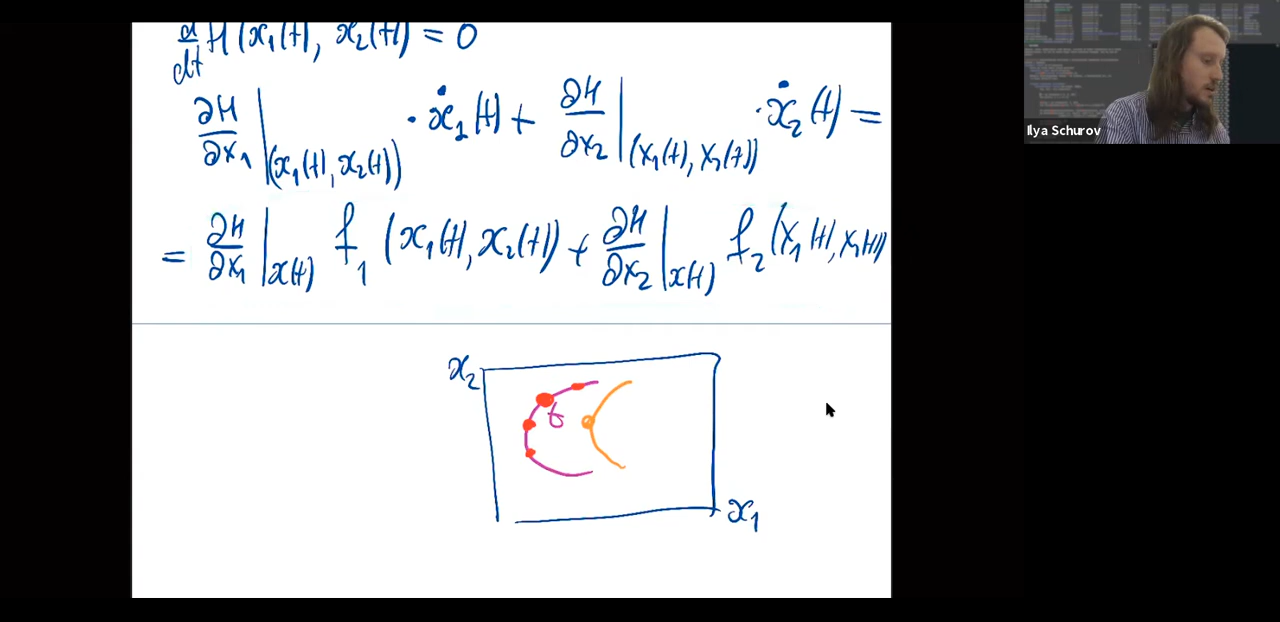 d/dt H(x₁(t), x₂(t)) = 0
∂H/∂x₁ |(x₁(t), x₂(t)) · ẋ₁(t) + ∂H/∂x₂ |(x₁(t), x₂(t)) · ẋ₂(t) =
= ∂H/∂x₁ |x(t) f₁ (x₁(t), x₂(t)) + ∂H/∂x₂ |x(t) f₂ (x₁(t), x₂(t))
x₂
x₁
Ilya Schurov